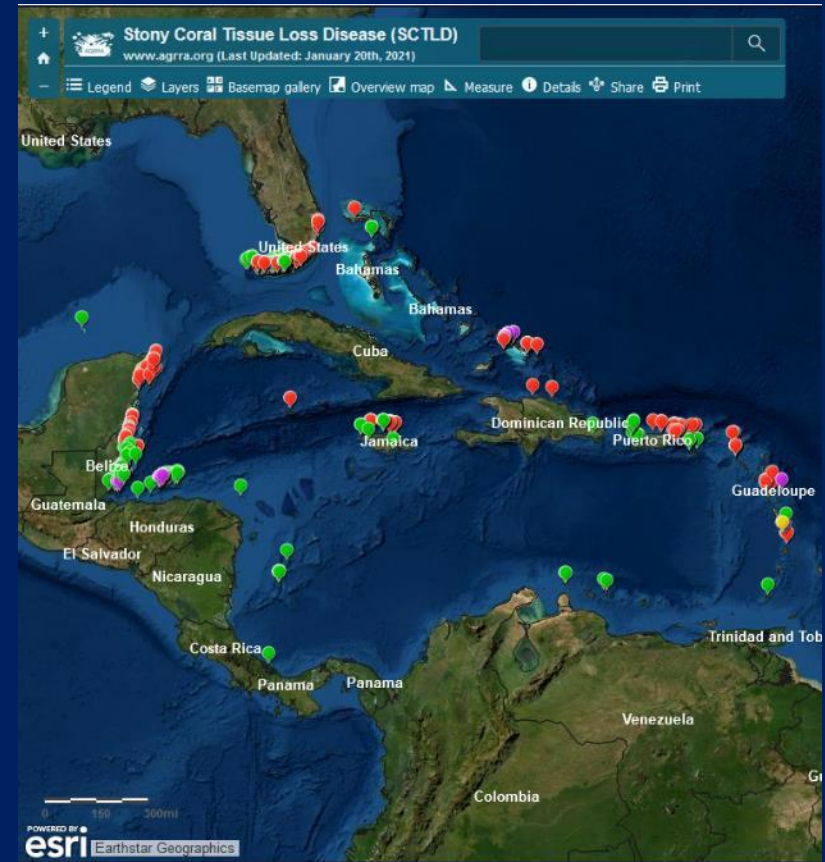 +
Stony Coral Tissue Loss Disease (SCTLD)
AGRRA
www.agrra.org (Last Updated: January 20th, 2021)
−
Legend Layers Basemap gallery Overview map Measure Details Share Print
United States
United States
Bahamas
Bahamas
Cuba
Dominican Republic
Jamaica
Puerto Rico
Belize
Guadeloupe
Guatemala
Honduras
El Salvador
Nicaragua
Costa Rica
Trinidad and Tob
Panama
Panama
Venezuela
Gu
Colombia
0 150 300mi
POWERED BY
esri
Earthstar Geographics